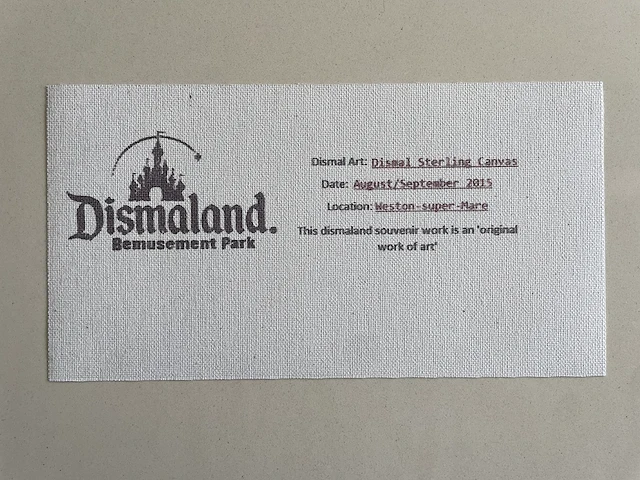 Dismaland.
Bemusement Park
Dismal Art: Dismal Sterling Canvas
Date: August/September 2015
Location: Weston-super-Mare
This dismaland souvenir work is an 'original
work of art'